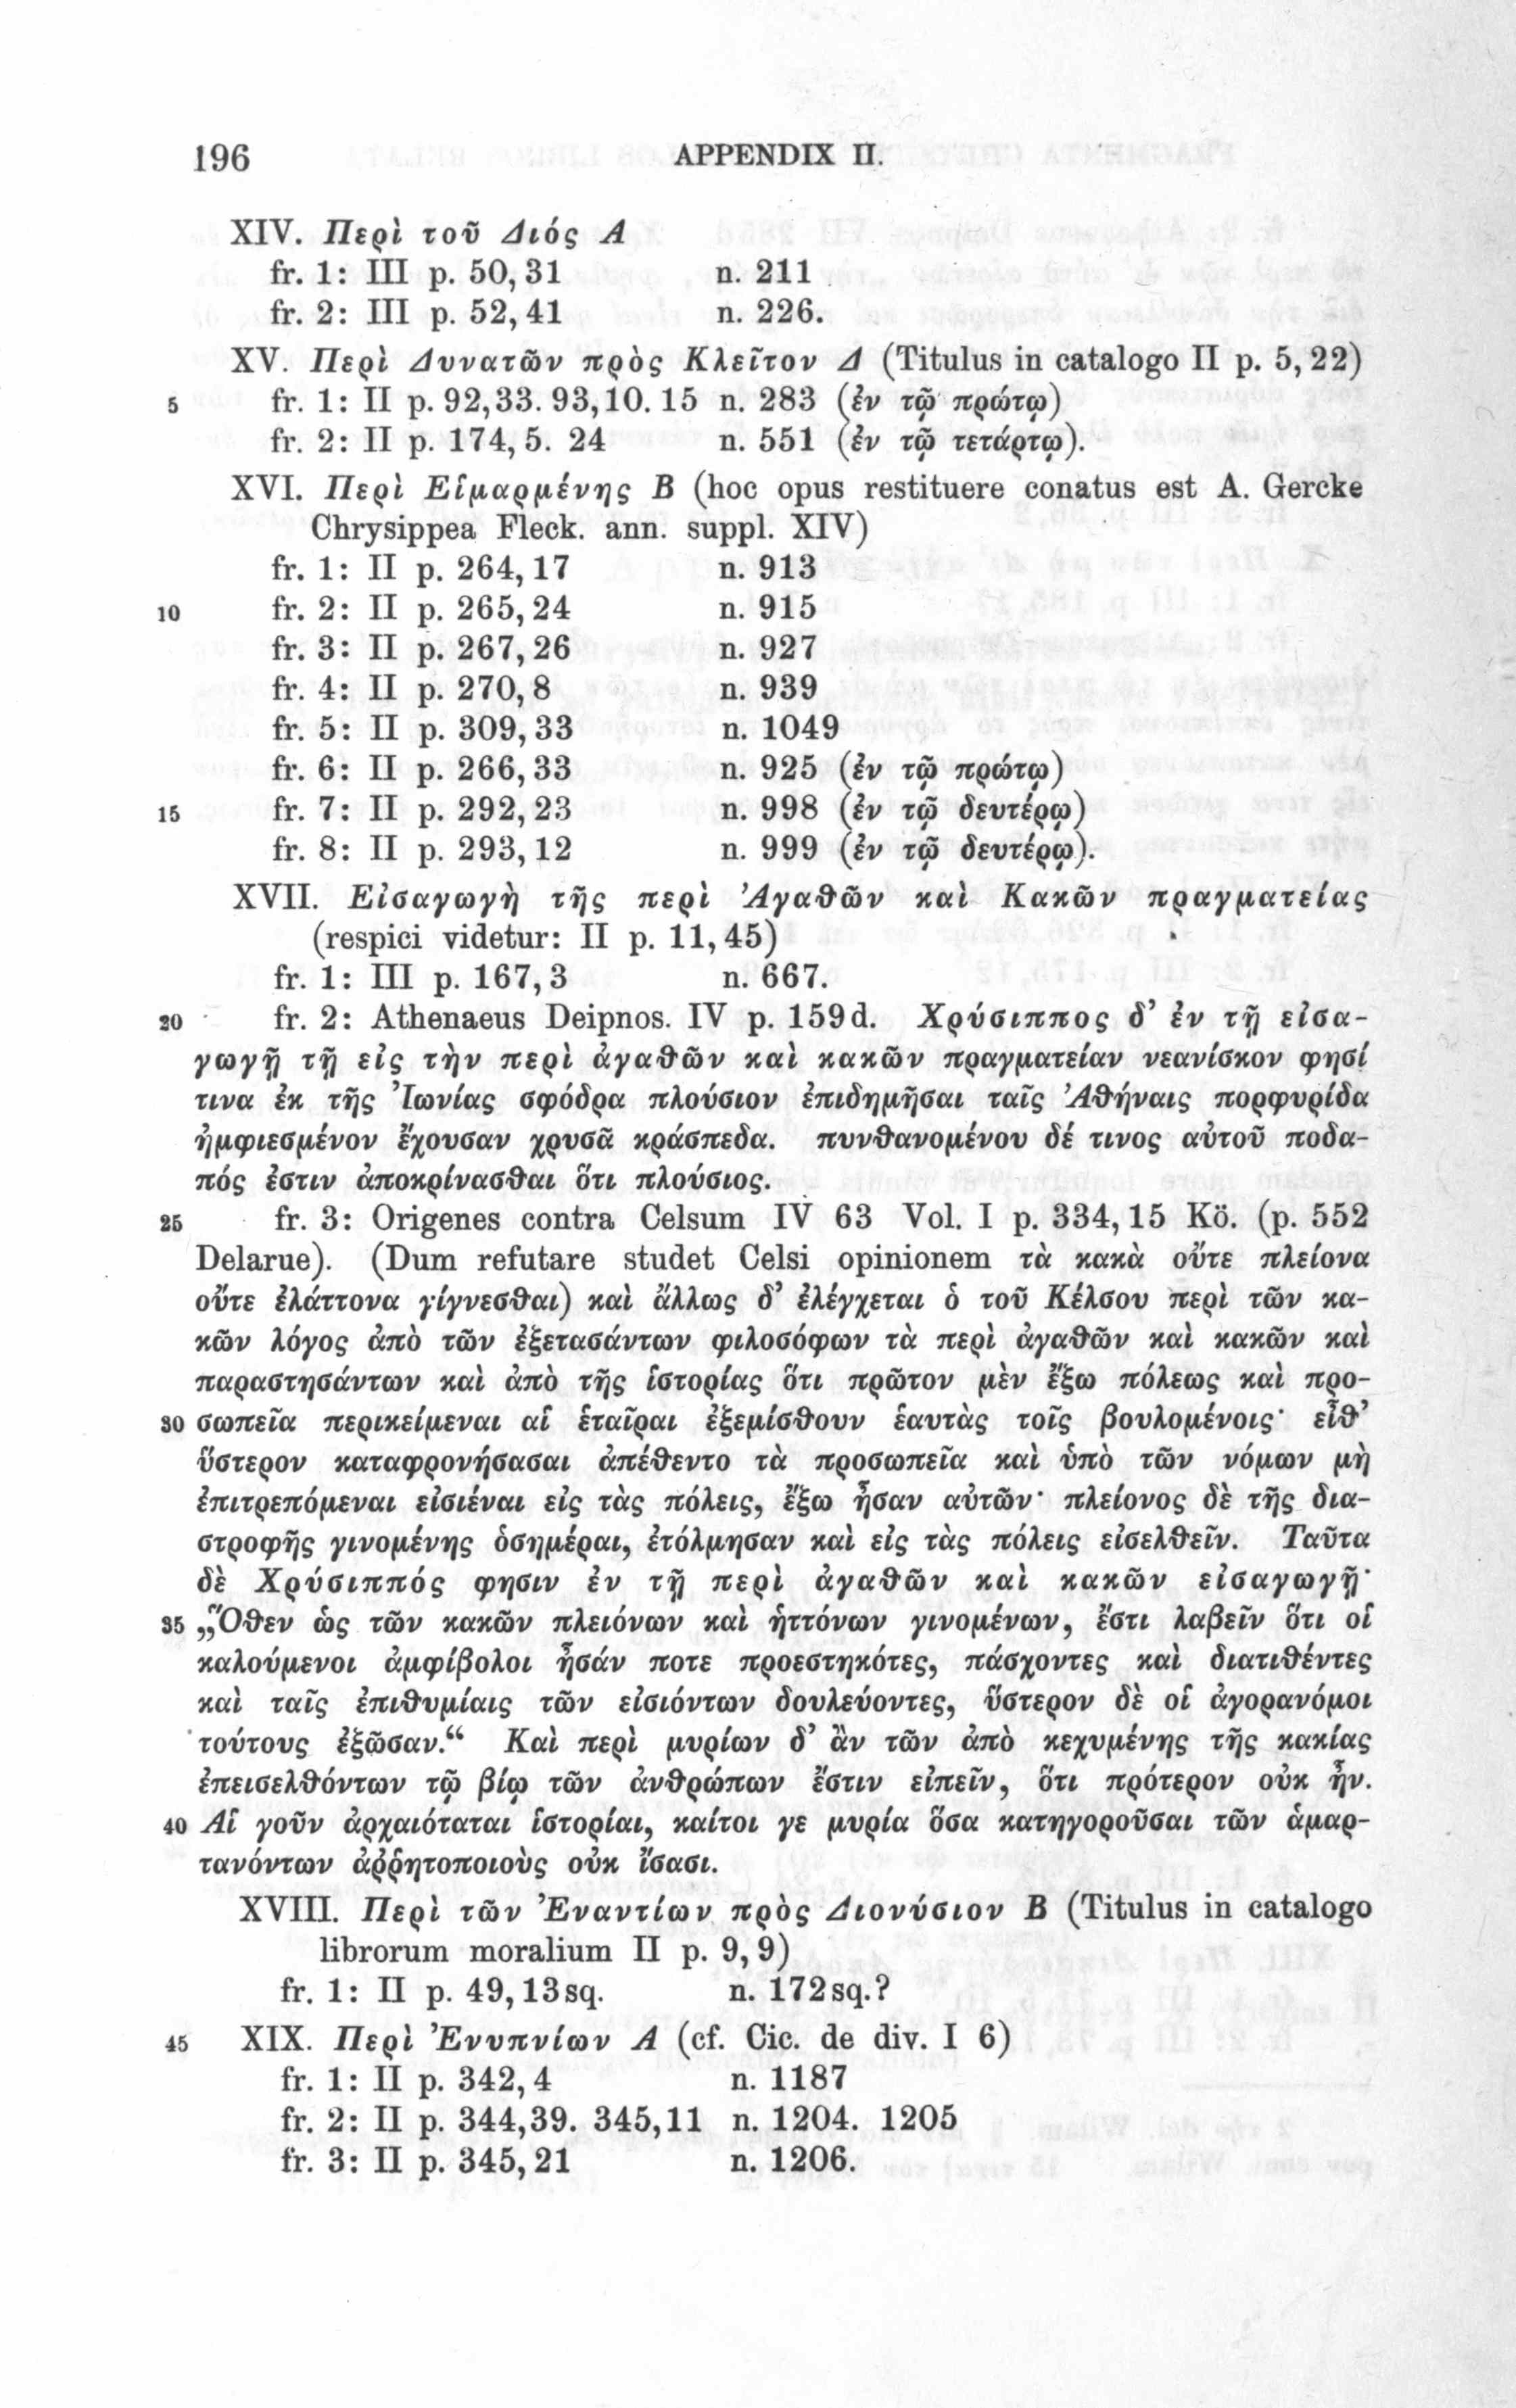 196 APPENDIX II.
XIV. Περὶ τοῦ Διός Α
fr. 1: III p. 50,31 n. 211
fr. 2: III p. 52,41 n. 226.
XV. Περὶ Δυνατῶν πρὸς Κλεῖτον Δ (Titulus in catalogo II p. 5,22)
5 fr. 1: II p. 92,33. 93,10. 15 n. 283 (ἐν τῷ πρώτῳ)
fr. 2: II p. 174, 5. 24 n. 551 (ἐν τῷ τετάρτῳ).
XVI. Περὶ Εἱμαρμένης Β (hoc opus restituere conatus est A. Gercke
Chrysippea Fleck. ann. suppl. XIV)
fr. 1: II p. 264,17 n. 913
10 fr. 2: II p. 265,24 n. 915
fr. 3: II p. 267,26 n. 927
fr. 4: II p. 270,8 n. 939
fr. 5: II p. 309,33 n. 1049
fr. 6: II p. 266,33 n. 925 (ἐν τῷ πρώτῳ)
15 fr. 7: II p. 292,23 n. 998 (ἐν τῷ δευτέρῳ)
fr. 8: II p. 293,12 n. 999 (ἐν τῷ δευτέρῳ).
XVII. Εἰσαγωγὴ τῆς περὶ Ἀγαθῶν καὶ Κακῶν πραγματείας
(respici videtur: II p. 11,45)
fr. 1: III p. 167,3 n. 667.
20 fr. 2: Athenaeus Deipnos. IV p. 159d. Χρύσιππος δ’ ἐν τῇ εἰσα-
γωγῇ τῇ εἰς τὴν περὶ ἀγαθῶν καὶ κακῶν πραγματείαν νεανίσκον φησί
τινα ἐκ τῆς Ἰωνίας σφόδρα πλούσιον ἐπιδημῆσαι ταῖς Ἀθήναις πορφυρίδα
ἠμφιεσμένον ἔχουσαν χρυσᾶ κράσπεδα. πυνθανομένου δέ τινος αὐτοῦ ποδα-
πός ἐστιν ἀποκρίνασθαι ὅτι πλούσιος.
25 fr. 3: Origenes contra Celsum IV 63 Vol. I p. 334,15 Kö. (p. 552
Delarue). (Dum refutare studet Celsi opinionem τὰ κακὰ οὔτε πλείονα
οὔτε ἐλάττονα γίγνεσθαι) καὶ ἄλλως δ’ ἐλέγχεται ὁ τοῦ Κέλσου περὶ τῶν κα-
κῶν λόγος ἀπὸ τῶν ἐξετασάντων φιλοσόφων τὰ περὶ ἀγαθῶν καὶ κακῶν καὶ
παραστησάντων καὶ ἀπὸ τῆς ἱστορίας ὅτι πρῶτον μὲν ἔξω πόλεως καὶ προ-
30 σωπεῖα περικείμεναι αἱ ἑταῖραι ἐξεμίσθουν ἑαυτὰς τοῖς βουλομένοις· εἶθ’
ὕστερον καταφρονήσασαι ἀπέθεντο τὰ προσωπεῖα καὶ ὑπὸ τῶν νόμων μὴ
ἐπιτρεπόμεναι εἰσιέναι εἰς τὰς πόλεις, ἔξω ἦσαν αὐτῶν· πλείονος δὲ τῆς δια-
στροφῆς γινομένης ὁσημέραι, ἐτόλμησαν καὶ εἰς τὰς πόλεις εἰσελθεῖν. Ταῦτα
δὲ Χρύσιππός φησιν ἐν τῇ περὶ ἀγαθῶν καὶ κακῶν εἰσαγωγῇ·
35 „Ὅθεν ὡς τῶν κακῶν πλειόνων καὶ ἡττόνων γινομένων, ἔστι λαβεῖν ὅτι οἱ
καλούμενοι ἀμφίβολοι ἦσάν ποτε προεστηκότες, πάσχοντες καὶ διατιθέντες
καὶ ταῖς ἐπιθυμίαις τῶν εἰσιόντων δουλεύοντες, ὕστερον δὲ οἱ ἀγορανόμοι
τούτους ἐξῶσαν.“ Καὶ περὶ μυρίων δ’ ἂν τῶν ἀπὸ κεχυμένης τῆς κακίας
ἐπεισελθόντων τῷ βίῳ τῶν ἀνθρώπων ἔστιν εἰπεῖν, ὅτι πρότερον οὐκ ἦν.
40 Αἱ γοῦν ἀρχαιόταται ἱστορίαι, καίτοι γε μυρία ὅσα κατηγοροῦσαι τῶν ἁμαρ-
τανόντων ἀῤῥητοποιοὺς οὐκ ἴσασι.
XVIII. Περὶ τῶν Ἐναντίων πρὸς Διονύσιον Β (Titulus in catalogo
librorum moralium II p. 9,9)
fr. 1: II p. 49,13sq. n. 172sq.?
45 XIX. Περὶ Ἐνυπνίων Α (cf. Cic. de div. I 6)
fr. 1: II p. 342,4 n. 1187
fr. 2: II p. 344,39. 345,11 n. 1204. 1205
fr. 3: II p. 345,21 n. 1206.